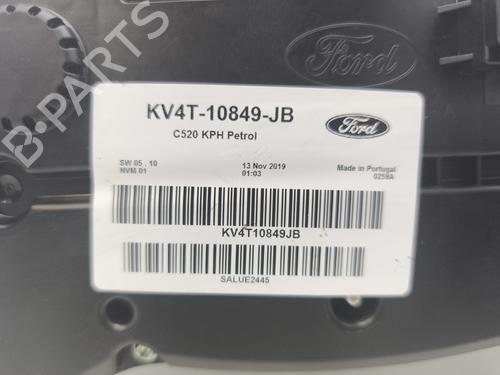 B-PARTS
Ford
KV4T-10849-JB
C520 KPH Petrol
Ford
SW 05 . 10
NVM 01
13 Nov 2019
01:03
Made in Portugal
0259A
KV4T10849JB
SALUE2445